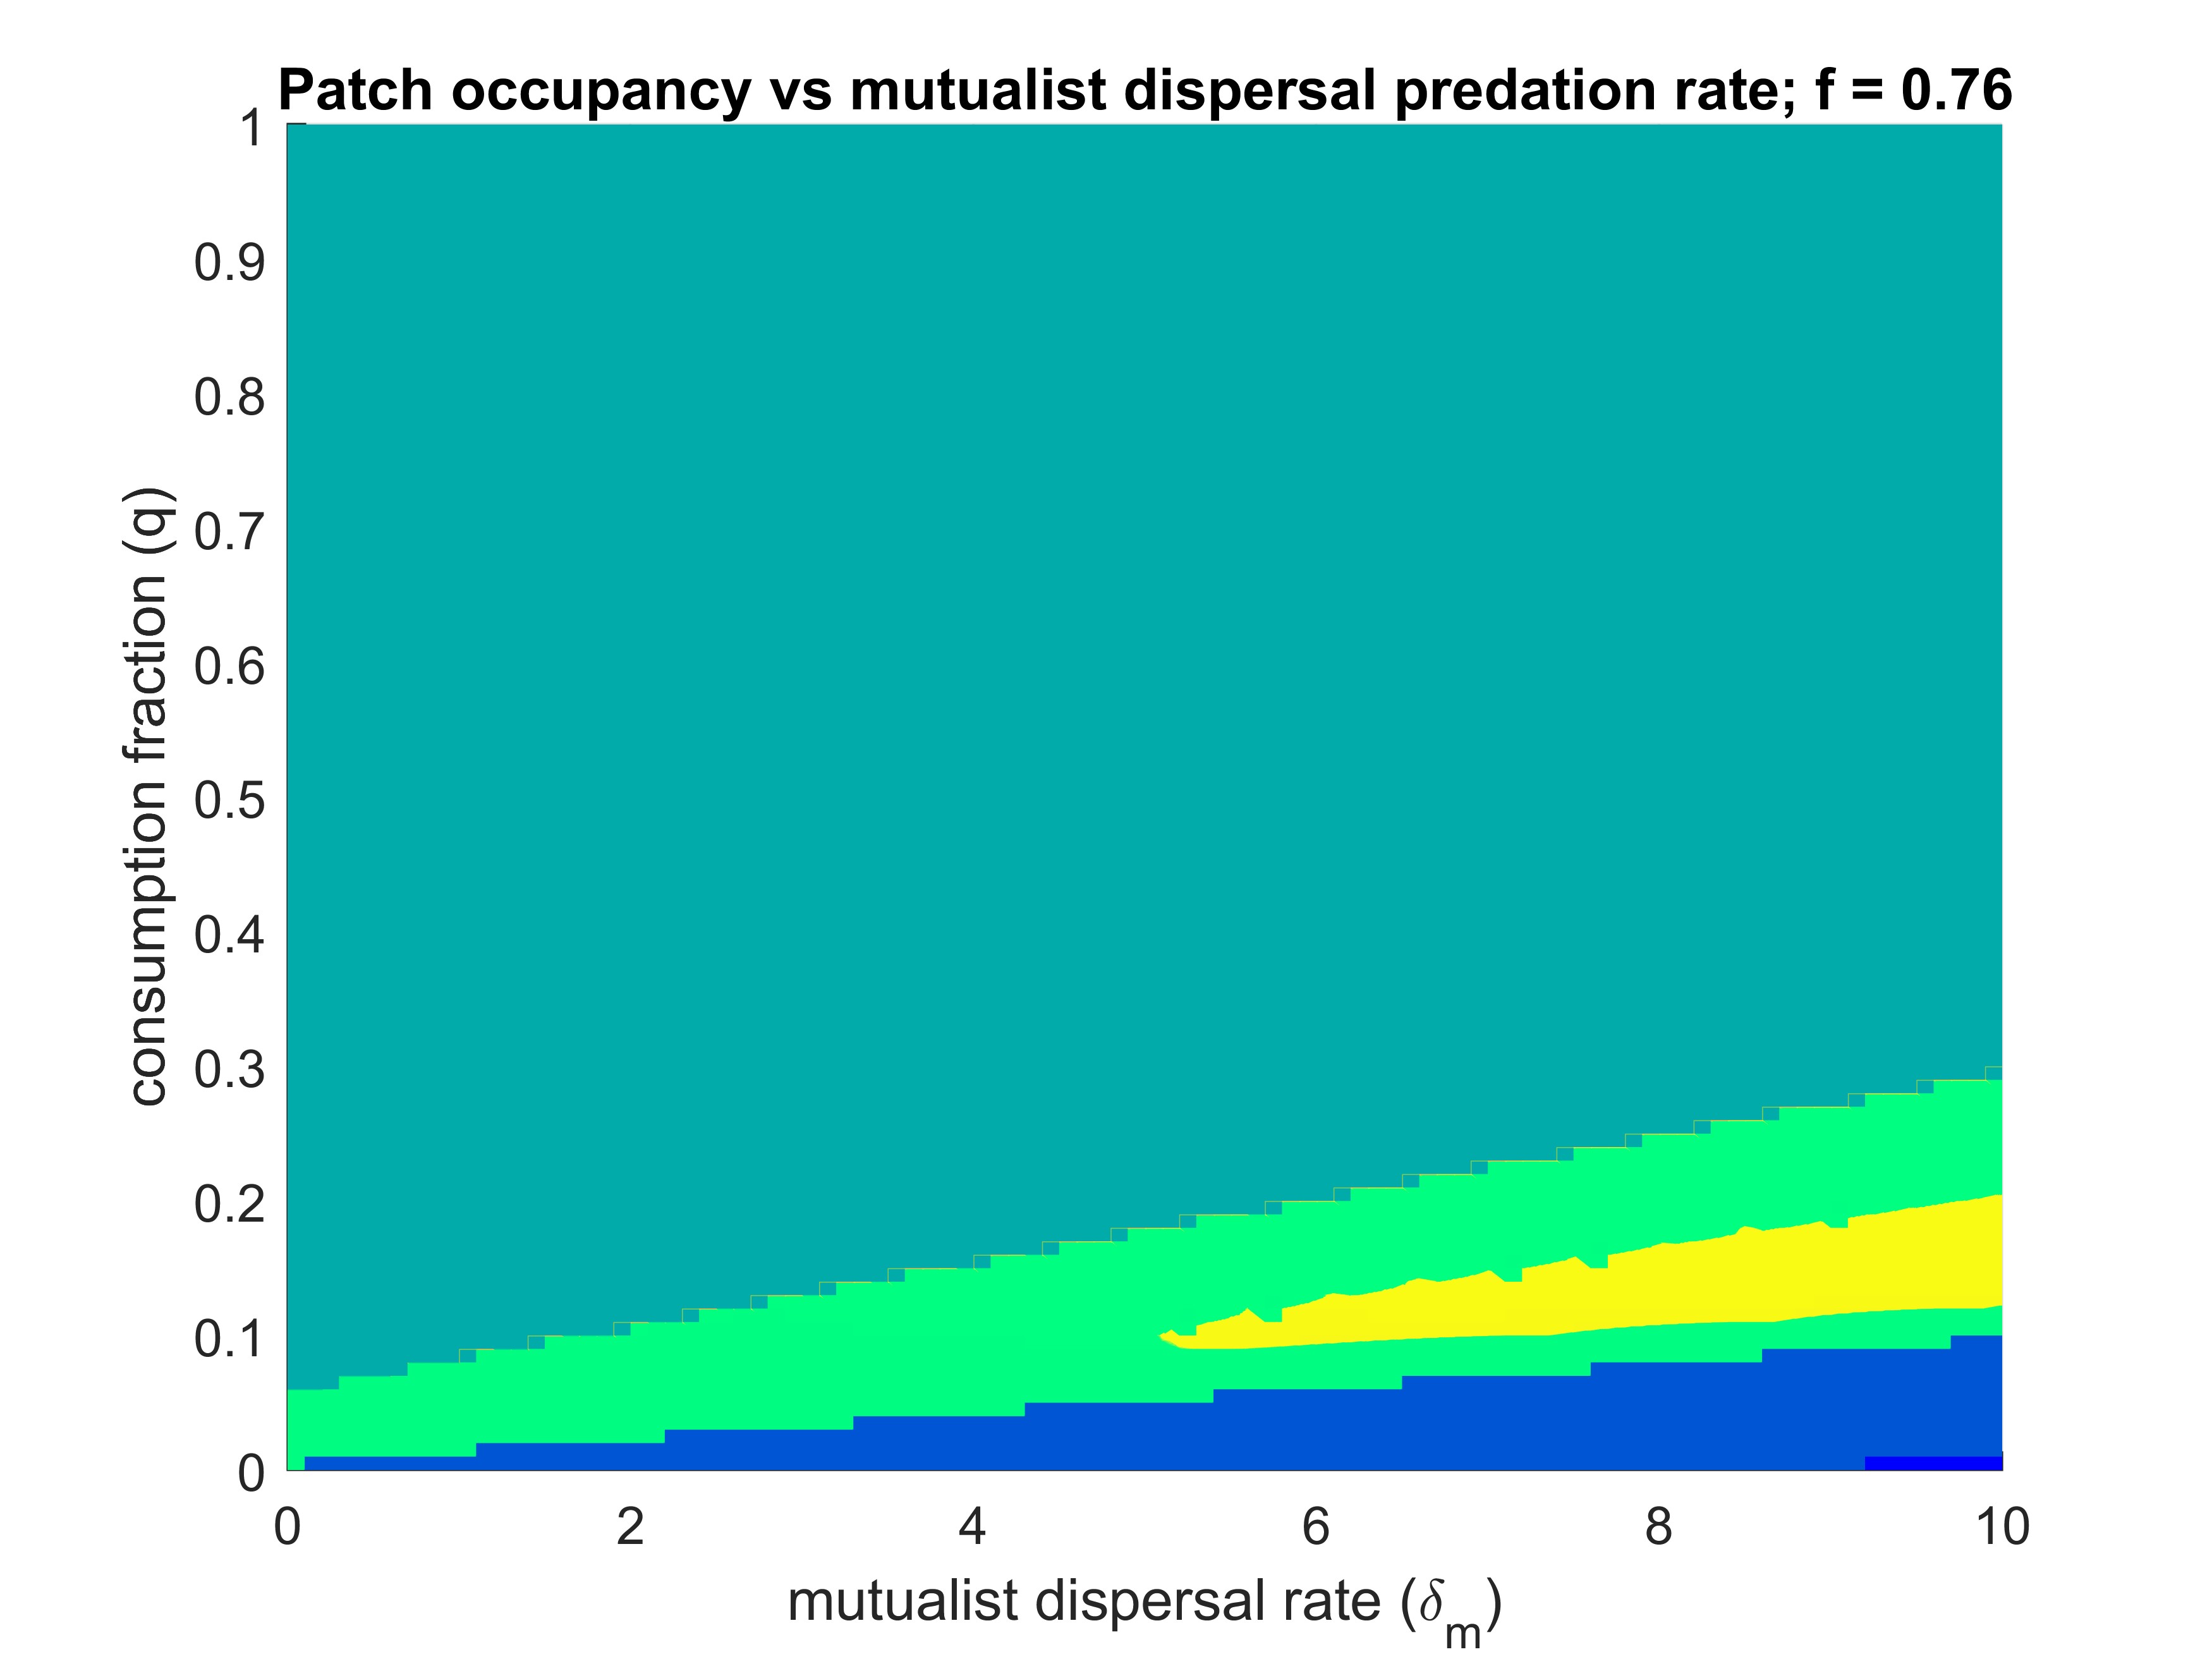 Patch occupancy vs mutualist dispersal predation rate; f = 0.76
1
0.9
0.8
0.7
0.6
0.5
0.4
0.3
0.2
0.1
0
consumption fraction (q)
0 2 4 6 8 10
mutualist dispersal rate (δm)